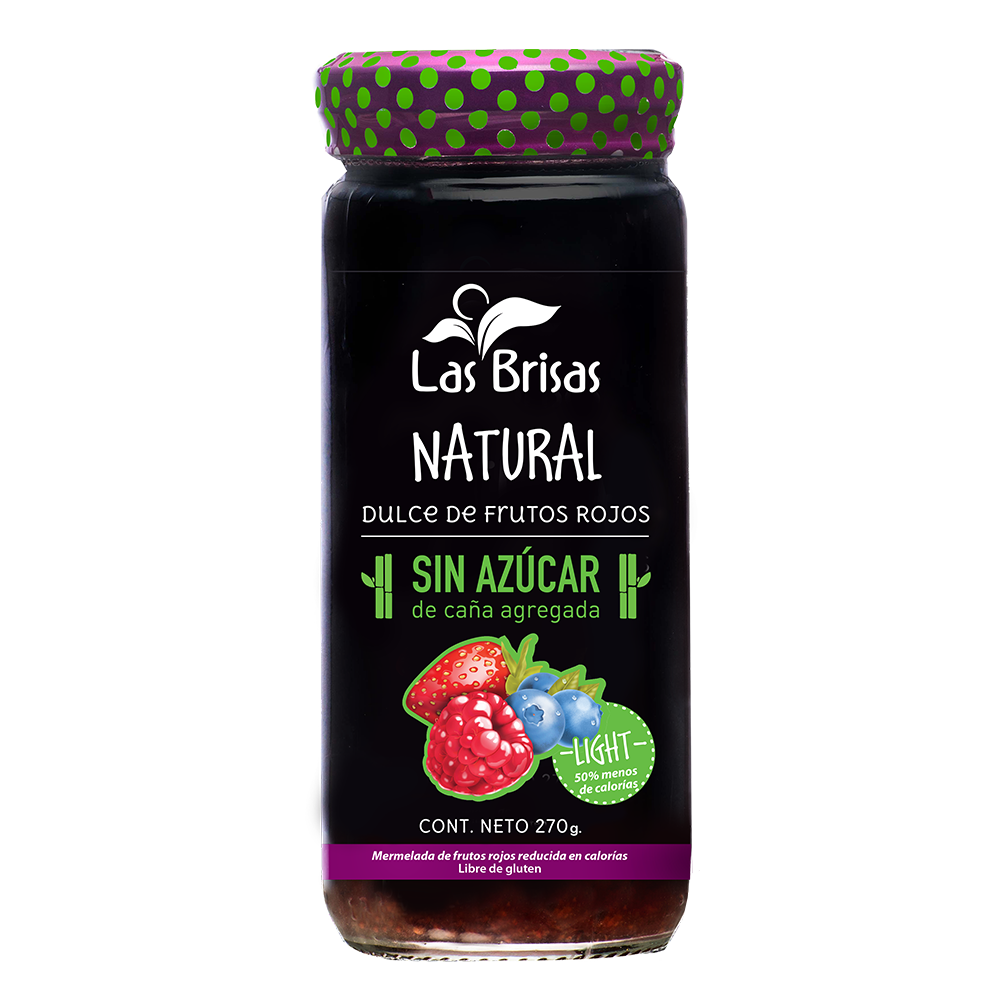 Las Brisas
NATURAL
DULCE DE FRUTOS ROJOS
SIN AZÚCAR
de caña agregada
-LIGHT-
50% menos
de calorías
CONT. NETO 270g.
Mermelada de frutos rojos reducida en calorías
Libre de gluten